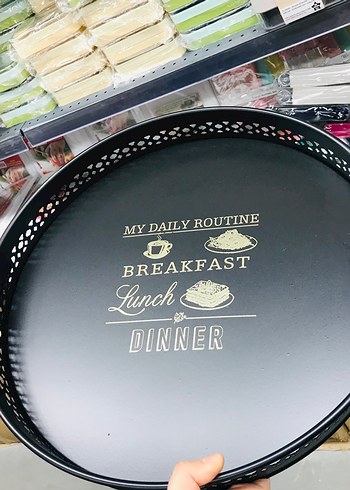 MY DAILY ROUTINE
BREAKFAST
Lunch
DINNER